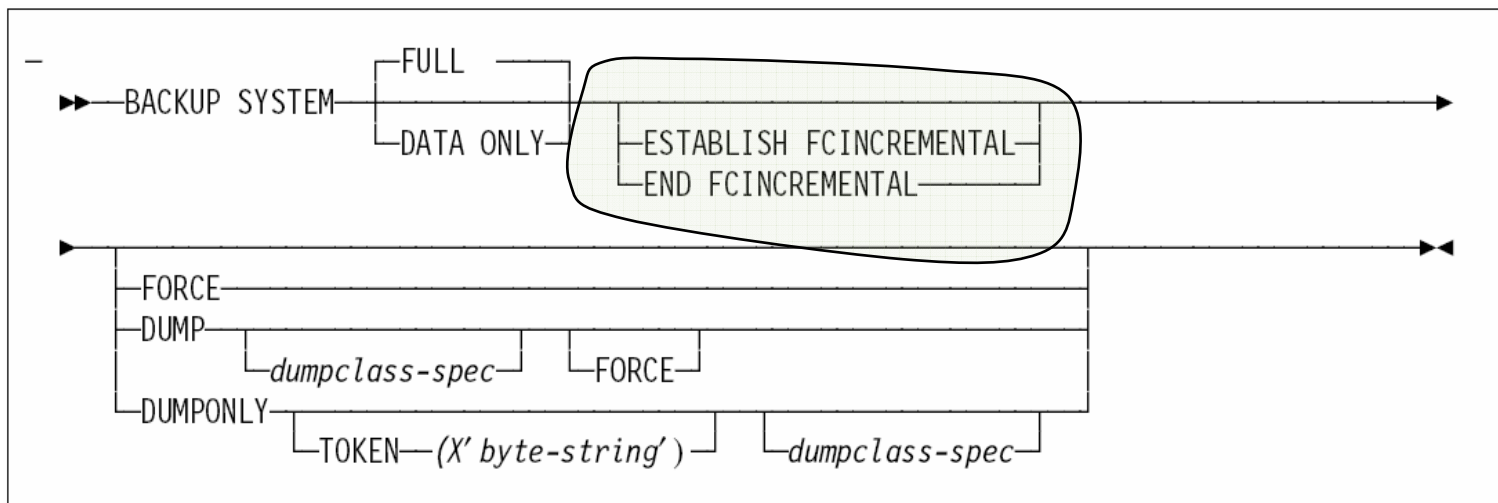 FULL
BACKUP SYSTEM
DATA ONLY
ESTABLISH FCINCREMENTAL
END FCINCREMENTAL
FORCE
DUMP
dumpclass-spec FORCE
DUMPONLY
TOKEN (X'byte-string') dumpclass-spec